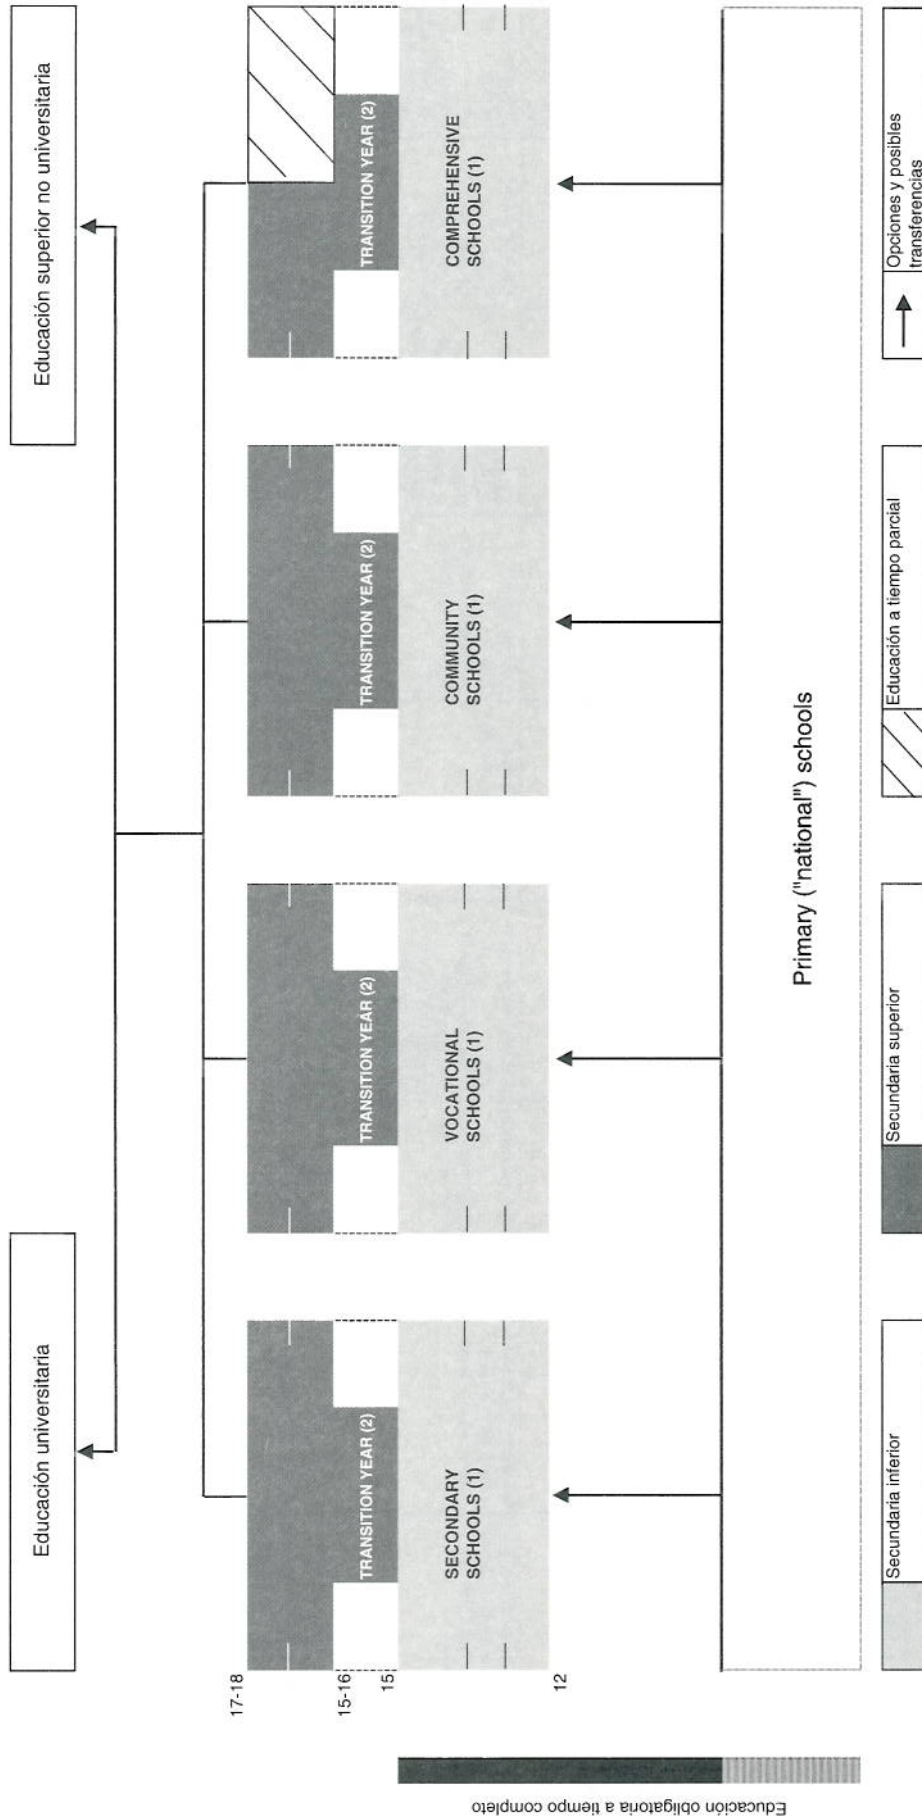 Educación universitaria
Educación superior no universitaria
17-18
15-16
15
12
TRANSITION YEAR (2)
TRANSITION YEAR (2)
TRANSITION YEAR (2)
TRANSITION YEAR (2)
SECONDARY
SCHOOLS (1)
VOCATIONAL
SCHOOLS (1)
COMMUNITY
SCHOOLS (1)
COMPREHENSIVE
SCHOOLS (1)
Educación obligatoria a tiempo completo
Primary ("national") schools
Secundaria inferior
Secundaria superior
Educación a tiempo parcial
Opciones y posibles
transferencias